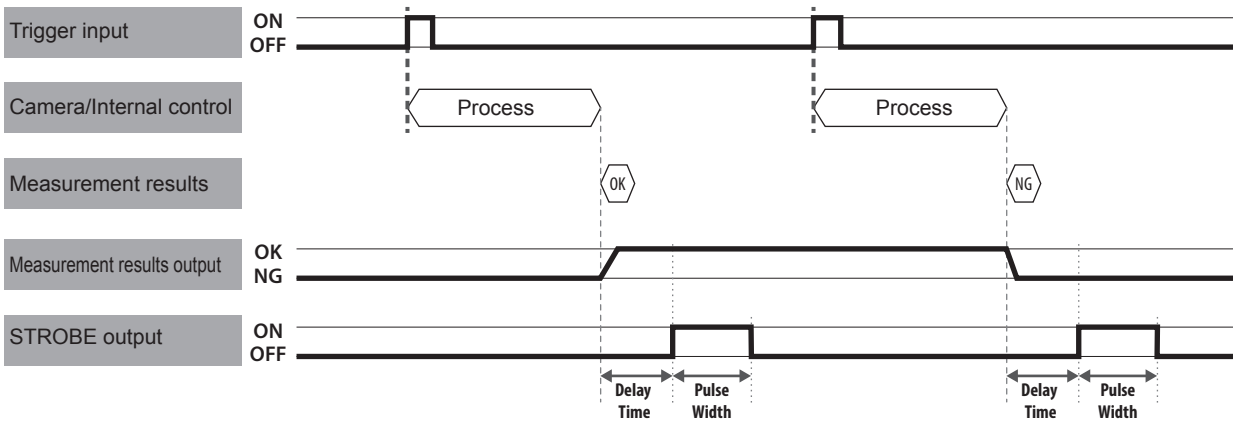 Trigger input
ON
OFF
Camera/Internal control
Process
Process
Measurement results
OK
NG
Measurement results output
OK
NG
STROBE output
ON
OFF
Delay
Time
Pulse
Width
Delay
Time
Pulse
Width